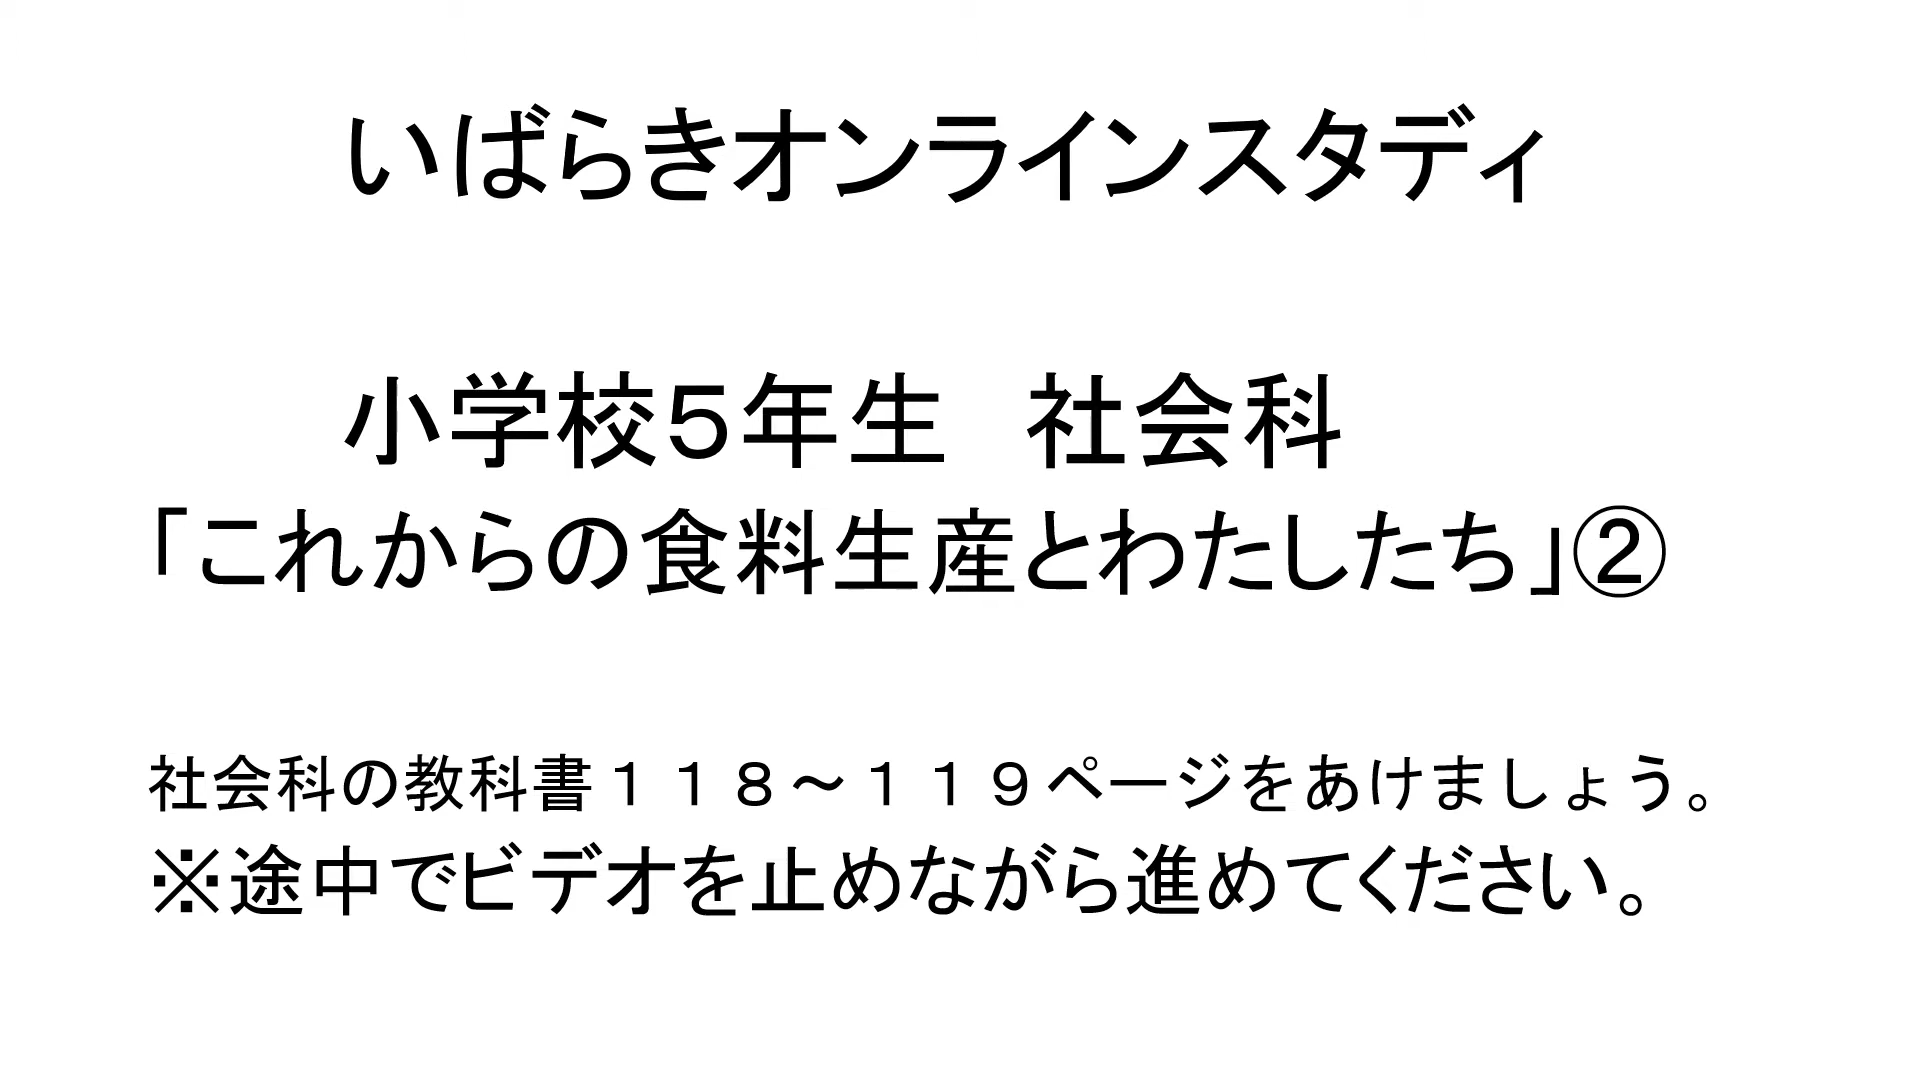 いばらきオンラインスタディ
小学校５年生　社会科
「これからの食料生産とわたしたち」②
社会科の教科書１１８～１１９ページをあけましょう。
※途中でビデオを止めながら進めてください。